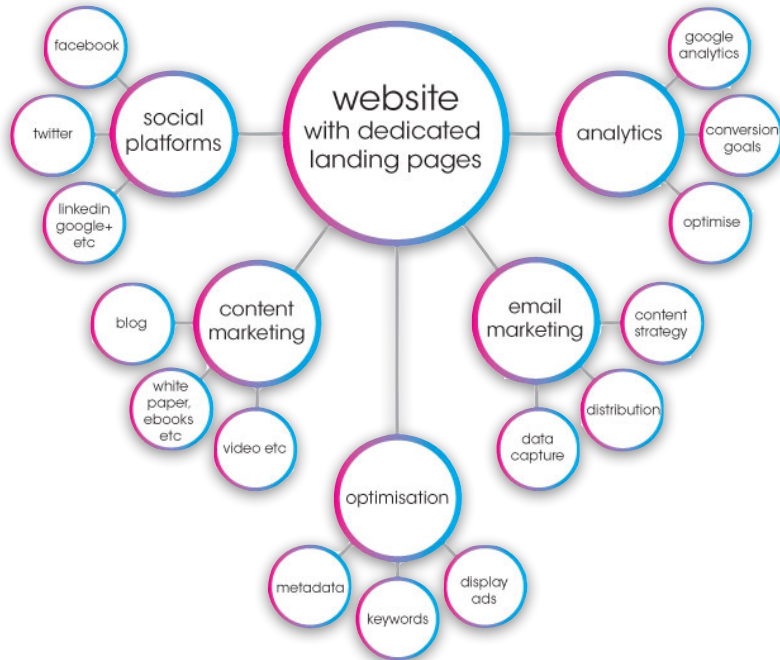 website
with dedicated
landing pages
social
platforms
facebook
twitter
linkedin
google+
etc
content
marketing
blog
white
paper,
ebooks
etc
video etc
optimisation
metadata
keywords
display
ads
email
marketing
content
strategy
distribution
data
capture
analytics
google
analytics
conversion
goals
optimise